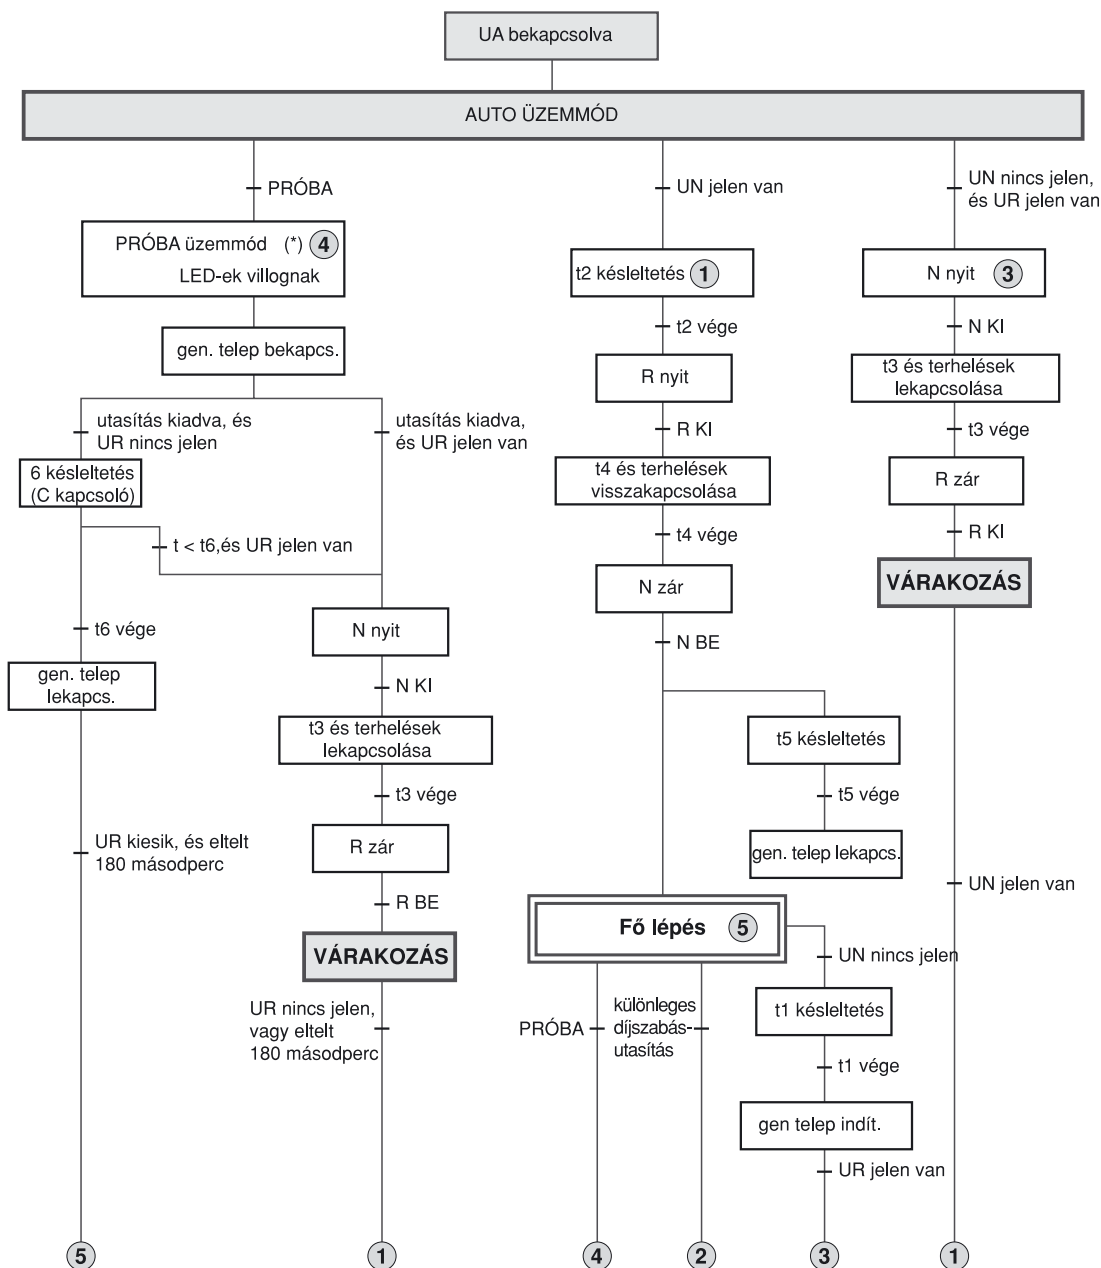 UA bekapcsolva
AUTO ÜZEMMÓD
PRÓBA
PRÓBA üzemmód (*) 4
LED-ek villognak
gen. telep bekapcs.
utasítás kiadva, és
UR nincs jelen
utasítás kiadva,
és UR jelen van
6 késleltetés
(C kapcsoló)
t < t6,és UR jelen van
t6 vége
gen. telep
lekapcs.
UR kiesik, és eltelt
180 másodperc
5
N nyit
N KI
t3 és terhelések
lekapcsolása
t3 vége
R zár
R BE
VÁRAKOZÁS
UR nincs jelen,
vagy eltelt
180 másodperc
1
UN jelen van
t2 késleltetés 1
t2 vége
R nyit
R KI
t4 és terhelések
visszakapcsolása
t4 vége
N zár
N BE
t5 késleltetés
t5 vége
gen. telep lekapcs.
Fő lépés 5
PRÓBA
4
különleges
díjszabás-
utasítás
2
UN nincs jelen
t1 késleltetés
t1 vége
gen telep indít.
UR jelen van
3
UN nincs jelen,
és UR jelen van
N nyit 3
N KI
t3 és terhelések
lekapcsolása
t3 vége
R zár
R KI
VÁRAKOZÁS
UN jelen van
1